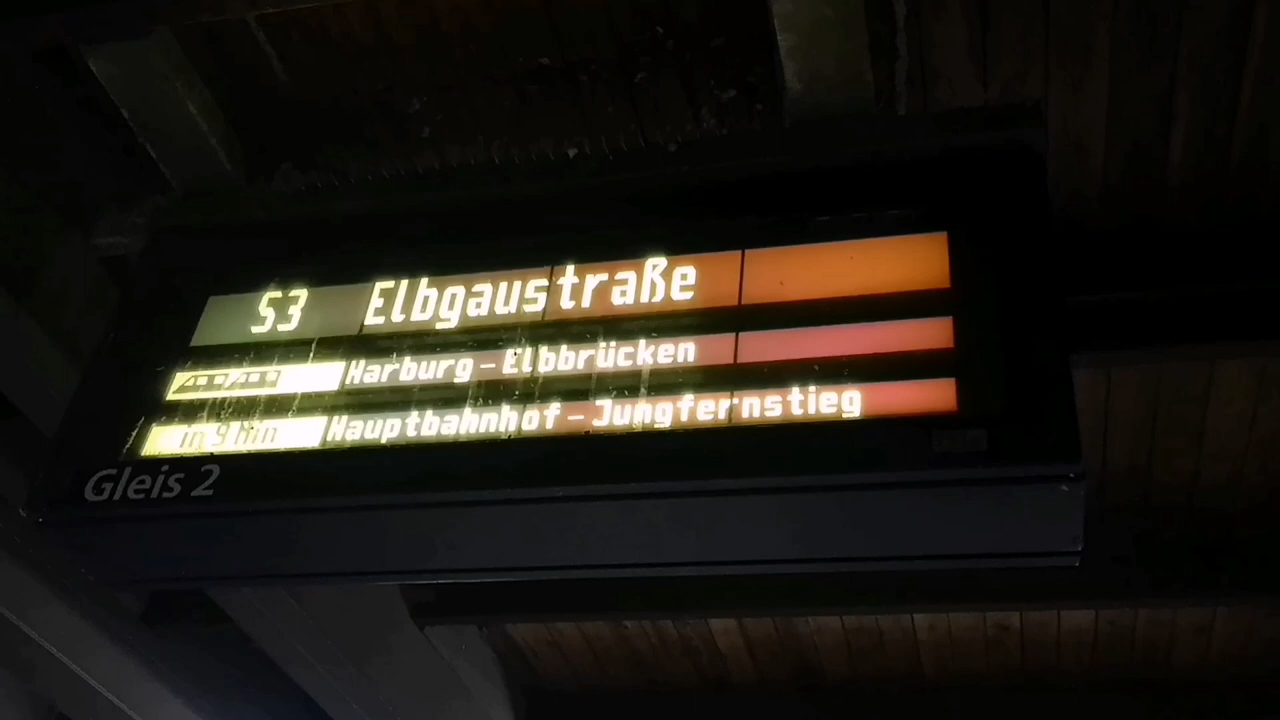 S3 Elbgaustraße
Harburg-Elbbrücken
in 9 min Hauptbahnhof-Jungfernstieg
Gleis 2